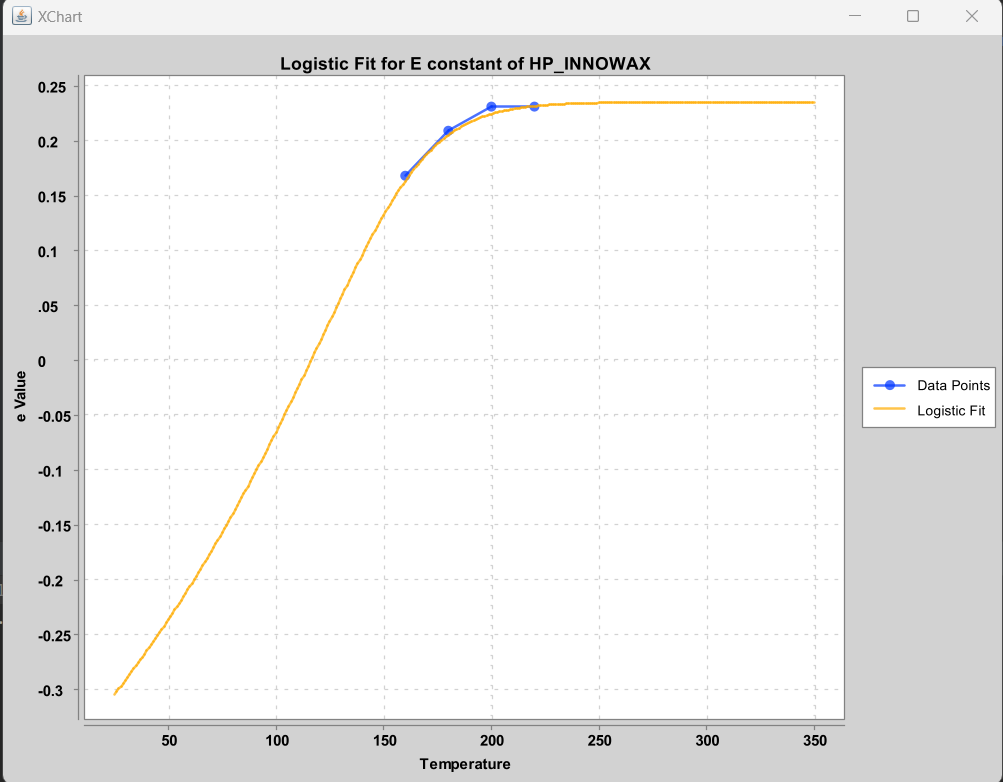 XChart
Logistic Fit for E constant of HP_INNOWAX
0.25
0.2
0.15
0.1
.05
0
-0.05
-0.1
-0.15
-0.2
-0.25
-0.3
e Value
50 100 150 200 250 300 350
Temperature
Data Points
Logistic Fit